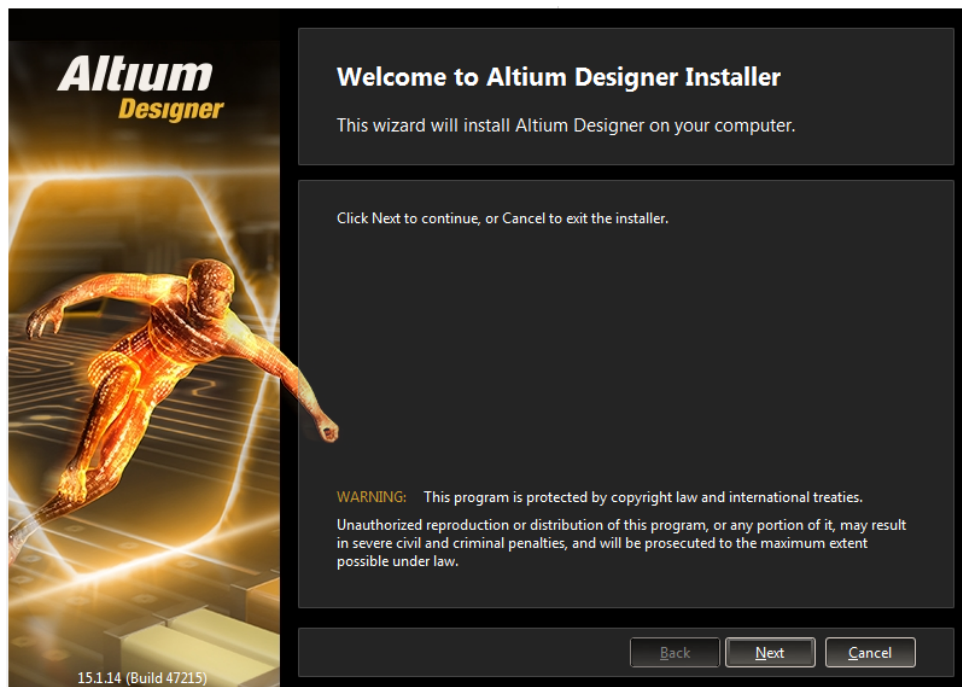 Altium
Designer
Welcome to Altium Designer Installer
This wizard will install Altium Designer on your computer.
Click Next to continue, or Cancel to exit the installer.
WARNING: This program is protected by copyright law and international treaties.
Unauthorized reproduction or distribution of this program, or any portion of it, may result
in severe civil and criminal penalties, and will be prosecuted to the maximum extent
possible under law.
Back Next Cancel
15.1.14 (Build 47215)